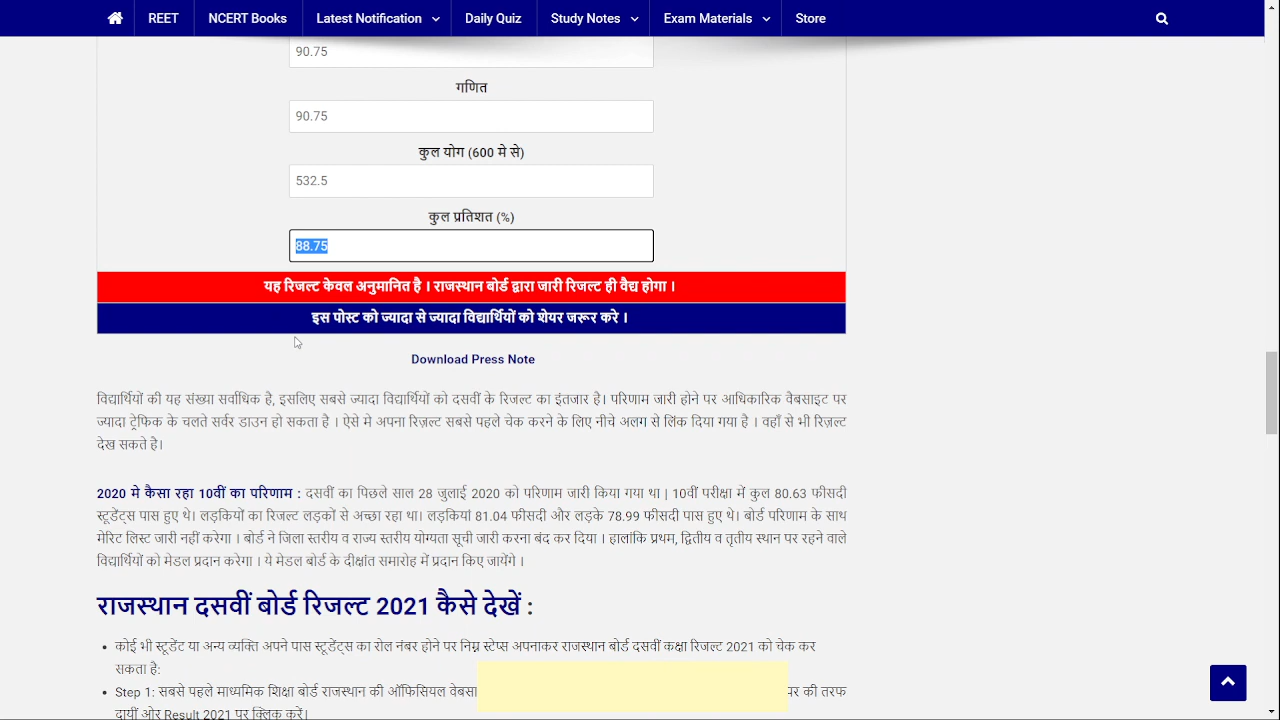 REET NCERT Books Latest Notification Daily Quiz Study Notes Exam Materials Store
90.75
गणित
90.75
कुल योग (600 मे से)
532.5
कुल प्रतिशत (%)
88.75
यह रिजल्ट केवल अनुमानित है । राजस्थान बोर्ड द्वारा जारी रिजल्ट ही वैद्य होगा ।
इस पोस्ट को ज्यादा से ज्यादा विद्यार्थियों को शेयर जरूर करे ।
Download Press Note
विद्यार्थियों की यह संख्या सर्वाधिक है, इसलिए सबसे ज्यादा विद्यार्थियों को दसवीं के रिजल्ट का इंतजार है। परिणाम जारी होने पर आधिकारिक वैबसाइट पर
ज्यादा ट्रेफिक के चलते सर्वर डाउन हो सकता है । ऐसे मे अपना रिज़ल्ट सबसे पहले चेक करने के लिए नीचे अलग से लिंक दिया गया है । वहाँ से भी रिज़ल्ट
देख सकते है।
2020 मे कैसा रहा 10वीं का परिणाम : दसवीं का पिछले साल 28 जुलाई 2020 को परिणाम जारी किया गया था | 10वीं परीक्षा में कुल 80.63 फीसदी
स्टूडेंट्स पास हुए थे। लड़कियों का रिजल्ट लड़कों से अच्छा रहा था। लड़कियां 81.04 फीसदी और लड़के 78.99 फीसदी पास हुए थे। बोर्ड परिणाम के साथ
मेरिट लिस्ट जारी नहीं करेगा । बोर्ड ने जिला स्तरीय व राज्य स्तरीय योग्यता सूची जारी करना बंद कर दिया । हालांकि प्रथम, द्वितीय व तृतीय स्थान पर रहने वाले
विद्यार्थियों को मेडल प्रदान करेगा । ये मेडल बोर्ड के दीक्षांत समारोह में प्रदान किए जायेंगे ।
राजस्थान दसवीं बोर्ड रिजल्ट 2021 कैसे देखें :
• कोई भी स्टूडेंट या अन्य व्यक्ति अपने पास स्टूडेंट्स का रोल नंबर होने पर निम्न स्टेप्स अपनाकर राजस्थान बोर्ड दसवीं कक्षा रिजल्ट 2021 को चेक कर
सकता है:
• Step 1: सबसे पहले माध्यमिक शिक्षा बोर्ड राजस्थान की ऑफिसियल वेबसा पर की तरफ
दायीं ओर Result 2021 पर क्लिक करें।